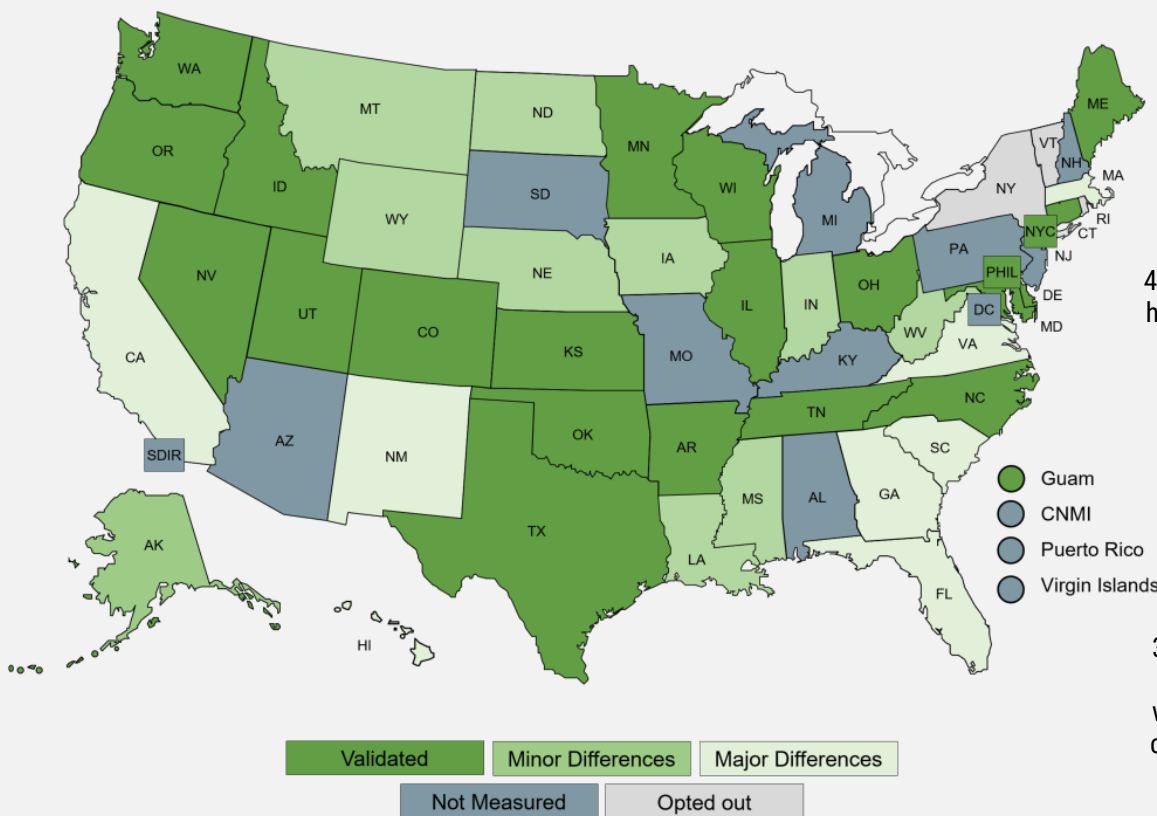 WA
MT
ND
MN
ME
OR
ID
WI
VT
NH
MA
SD
NY
WY
MI
RI
NYC
CT
IA
PA
NJ
NE
NV
PHIL
4
UT
IL
IN
OH
DE
h
CO
DC
MD
WV
CA
KS
MO
VA
KY
NC
TN
OK
AZ
AR
NM
SC
SDIR
MS
AL
GA
TX
LA
AK
FL
HI
Guam
CNMI
Puerto Rico
Virgin Islands
3
Validated
Minor Differences
Major Differences
Not Measured
Opted out